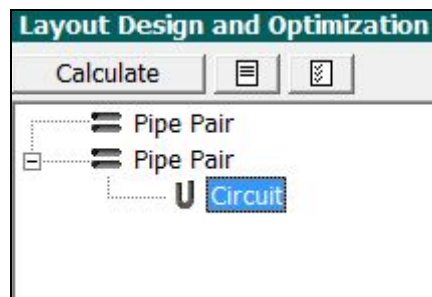 Layout Design and Optimization
Calculate
Pipe Pair
Pipe Pair
Circuit